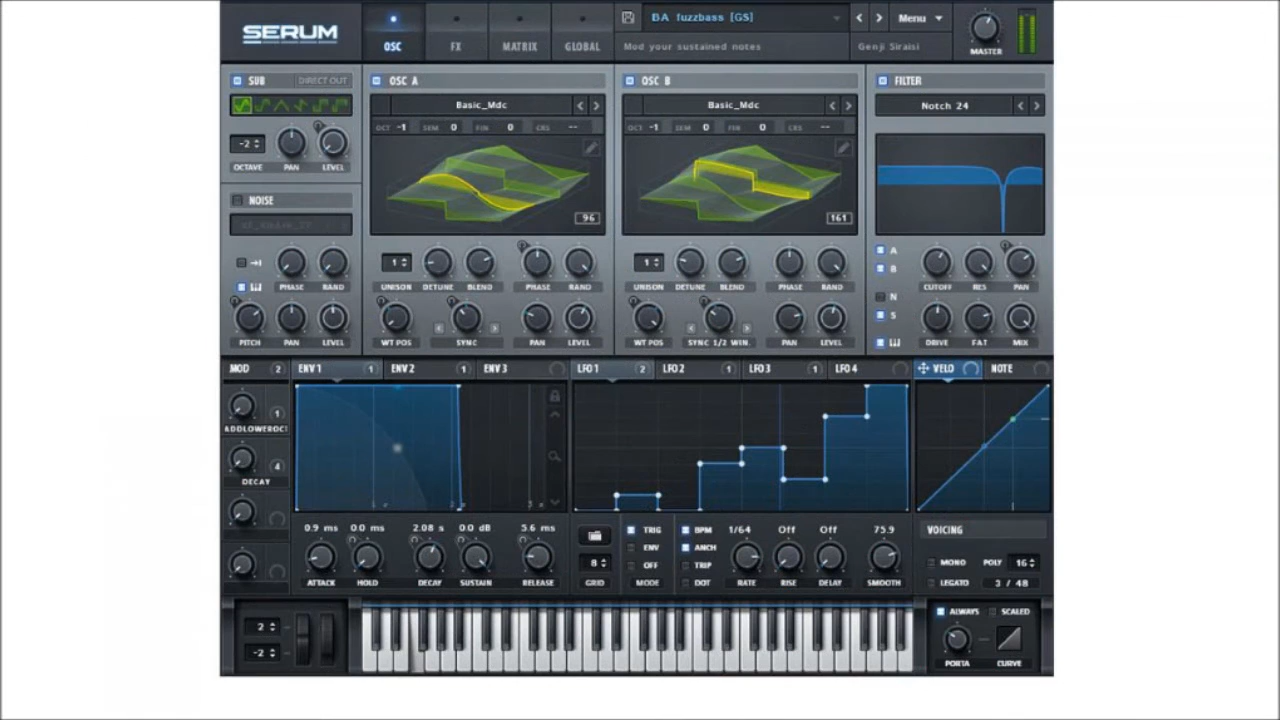 SERUM
OSC FX MATRIX GLOBAL
BA fuzzbass [GS]
Menu
Mod your sustained notes
Genji Siraisi
MASTER
SUB DIRECT OUT
-2
OCTAVE PAN LEVEL
NOISE
PHASE RAND
PITCH PAN LEVEL
OSC A
Basic_Mdc
OCT -1 SEM 0 FIN 0 CRS --
96
1
UNISON DETUNE BLEND PHASE RAND
WT POS SYNC PAN LEVEL
OSC B
Basic_Mdc
OCT -1 SEM 0 FIN 0 CRS --
161
1
UNISON DETUNE BLEND PHASE RAND
WT POS SYNC 1/2 WIN. PAN LEVEL
FILTER
Notch 24
A
B
N
S
CUTOFF RES PAN
DRIVE FAT MIX
MOD 2 ENV 1 1 ENV 2 1 ENV 3 LFO 1 2 LFO 2 1 LFO 3 1 LFO 4 VELO NOTE
1
ADDLOWEROCT
4
DECAY
0.9 ms 0.0 ms 2.08 s 0.0 dB 5.6 ms
ATTACK HOLD DECAY SUSTAIN RELEASE
8
GRID
TRIG
ENV
OFF
MODE
BPM
ANCH
TRIP
DOT
1/64 Off Off 75.9
RATE RISE DELAY SMOOTH
VOICING
MONO POLY 16
LEGATO 3 / 48
2
-2
ALWAYS SCALED
PORTA CURVE